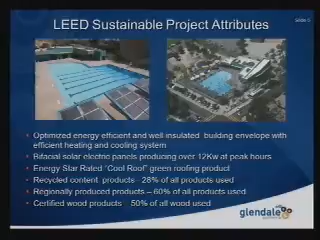 Slide 5
LEED Sustainable Project Attributes
• Optimized energy efficient and well insulated building envelope with
efficient heating and cooling system
• Bifacial solar electric panels producing over 12Kw at peak hours
• Energy Star Rated "Cool Roof" green roofing product
• Recycled content products - 28% of all products used
• Regionally produced products – 60% of all products used
• Certified wood products - 50% of all wood used
glendale